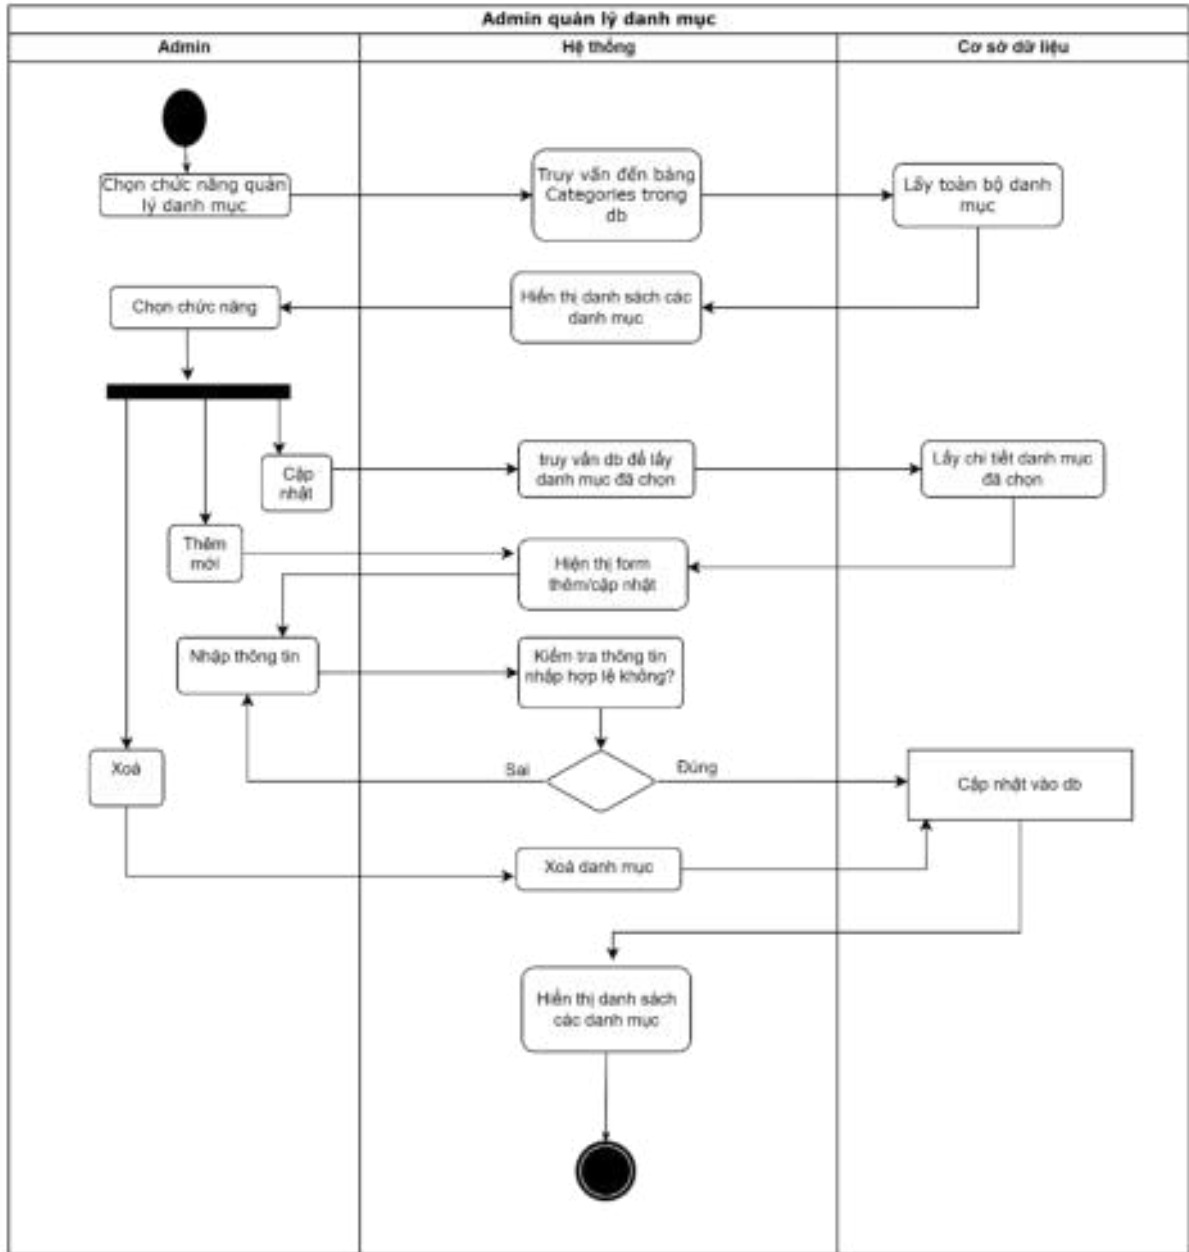 Admin quản lý danh mục
Admin
Hệ thống
Cơ sở dữ liệu
Chọn chức năng quản
lý danh mục
Truy vấn đến bảng
Categories trong
db
Lấy toàn bộ danh
mục
Chọn chức năng
Hiển thị danh sách các
danh mục
Cập
nhật
truy vấn db để lấy
danh mục đã chọn
Lấy chi tiết danh mục
đã chọn
Thêm
mới
Hiện thị form
thêm/cập nhật
Nhập thông tin
Kiểm tra thông tin
nhập hợp lệ không?
Xoá
Sai
Đúng
Cập nhật vào db
Xoá danh mục
Hiển thị danh sách
các danh mục